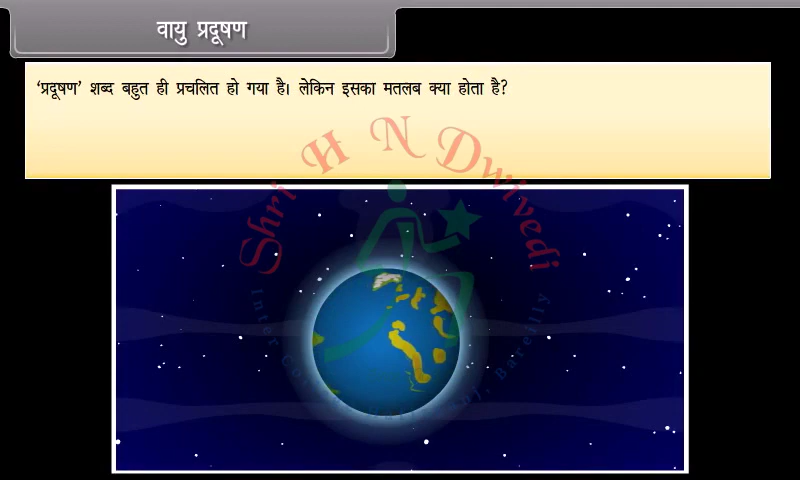 वायु प्रदूषण
‘प्रदूषण’ शब्द बहुत ही प्रचलित हो गया है। लेकिन इसका मतलब क्या होता है?
Shri H N Dwivedi